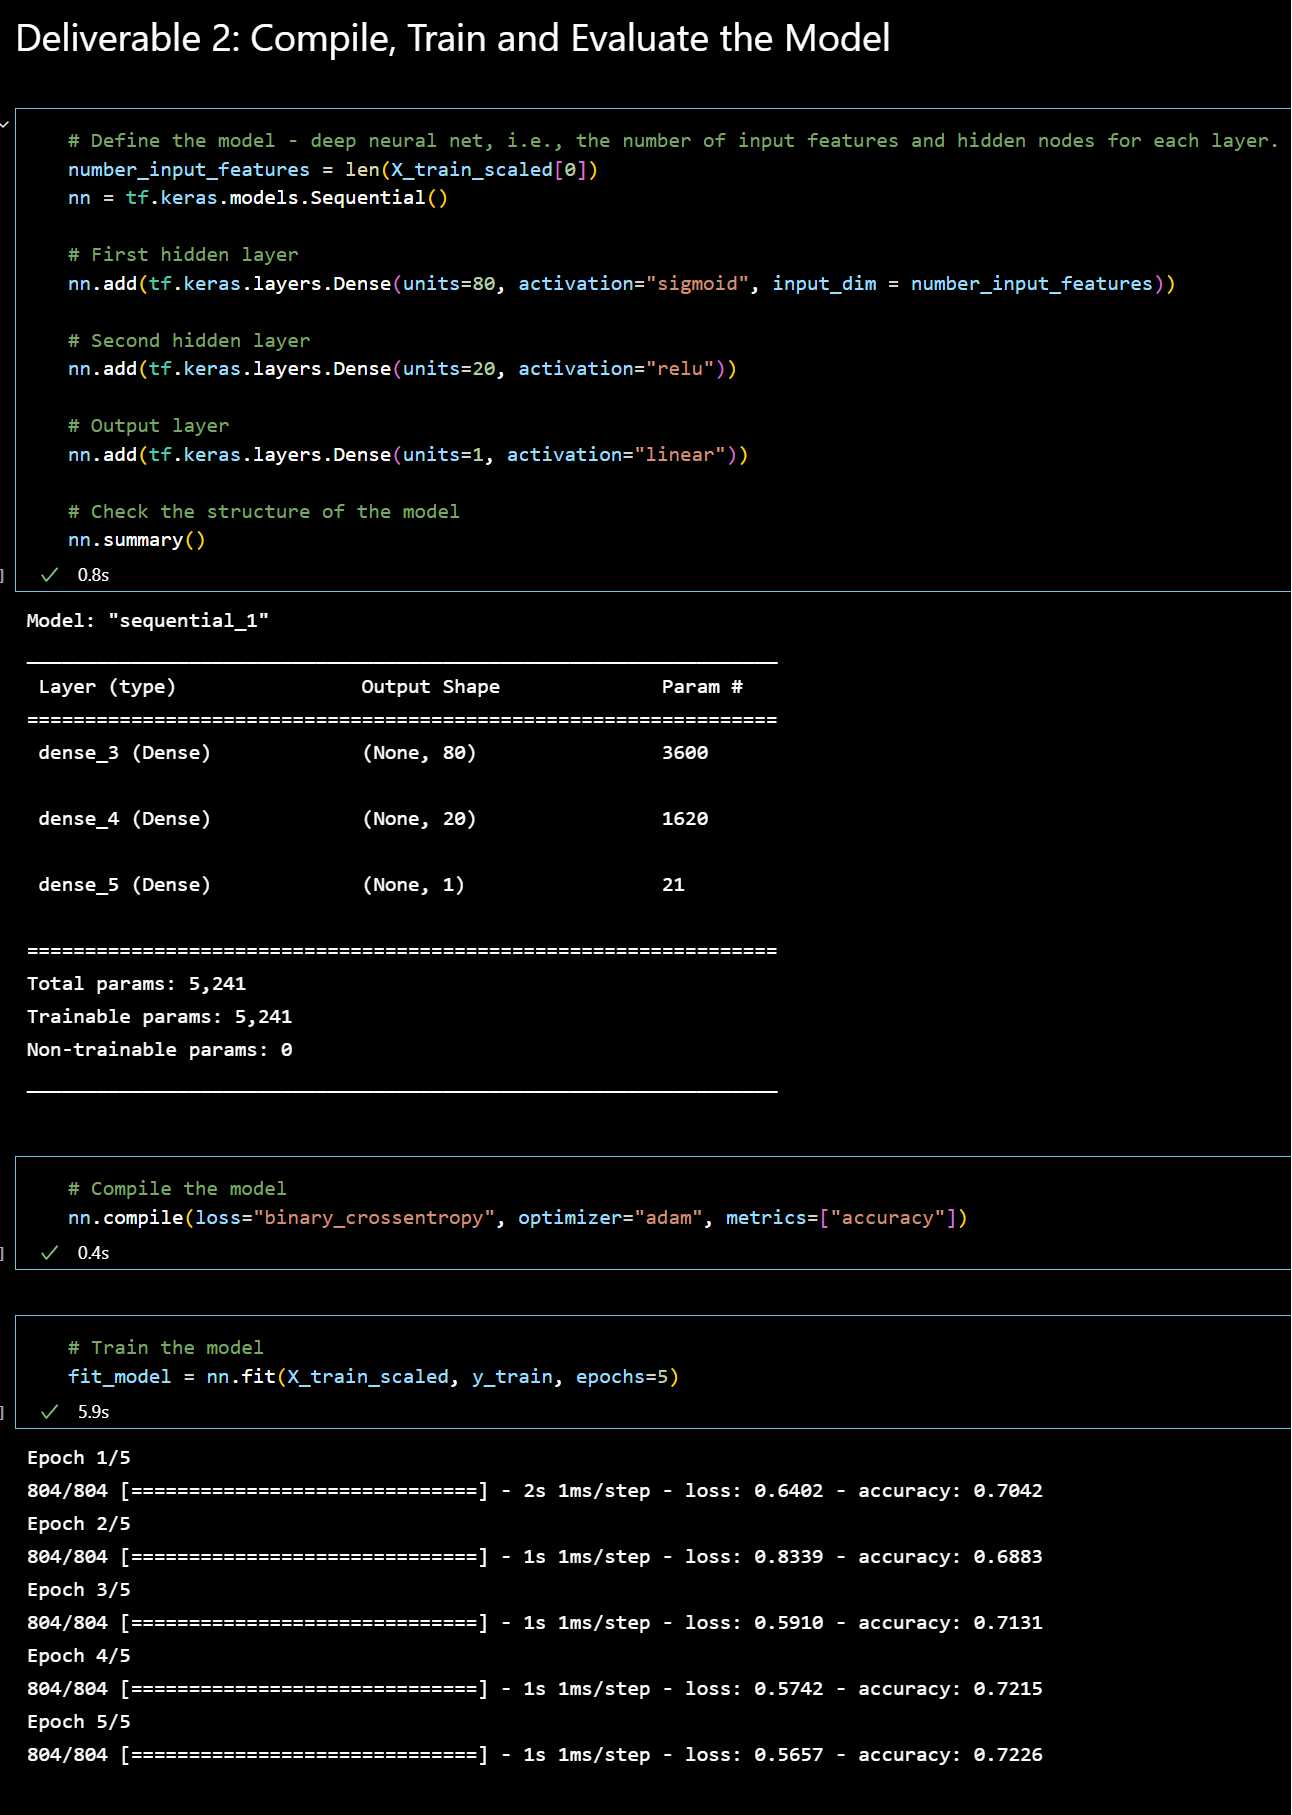 Deliverable 2: Compile, Train and Evaluate the Model
# Define the model - deep neural net, i.e., the number of input features and hidden nodes for each layer.
number_input_features = len(X_train_scaled[0])
nn = tf.keras.models.Sequential()
# First hidden layer
nn.add(tf.keras.layers.Dense(units=80, activation="sigmoid", input_dim = number_input_features))
# Second hidden layer
nn.add(tf.keras.layers.Dense(units=20, activation="relu"))
# Output layer
nn.add(tf.keras.layers.Dense(units=1, activation="linear"))
# Check the structure of the model
nn.summary()
] ✓ 0.8s
Model: "sequential_1"
_________________________________________________________________
Layer (type) Output Shape Param #
=================================================================
dense_3 (Dense) (None, 80) 3600
dense_4 (Dense) (None, 20) 1620
dense_5 (Dense) (None, 1) 21
=================================================================
Total params: 5,241
Trainable params: 5,241
Non-trainable params: 0
_________________________________________________________________
# Compile the model
nn.compile(loss="binary_crossentropy", optimizer="adam", metrics=["accuracy"])
] ✓ 0.4s
# Train the model
fit_model = nn.fit(X_train_scaled, y_train, epochs=5)
] ✓ 5.9s
Epoch 1/5
804/804 [==============================] - 2s 1ms/step - loss: 0.6402 - accuracy: 0.7042
Epoch 2/5
804/804 [==============================] - 1s 1ms/step - loss: 0.8339 - accuracy: 0.6883
Epoch 3/5
804/804 [==============================] - 1s 1ms/step - loss: 0.5910 - accuracy: 0.7131
Epoch 4/5
804/804 [==============================] - 1s 1ms/step - loss: 0.5742 - accuracy: 0.7215
Epoch 5/5
804/804 [==============================] - 1s 1ms/step - loss: 0.5657 - accuracy: 0.7226